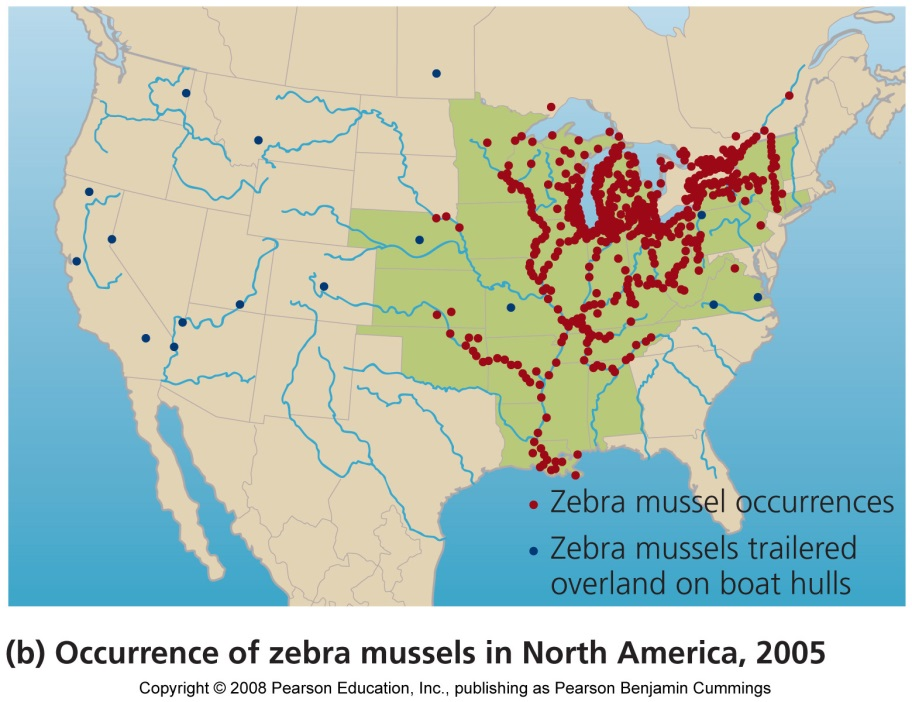 Zebra mussel occurrences
Zebra mussels trailered
overland on boat hulls
(b) Occurrence of zebra mussels in North America, 2005
Copyright © 2008 Pearson Education, Inc., publishing as Pearson Benjamin Cummings